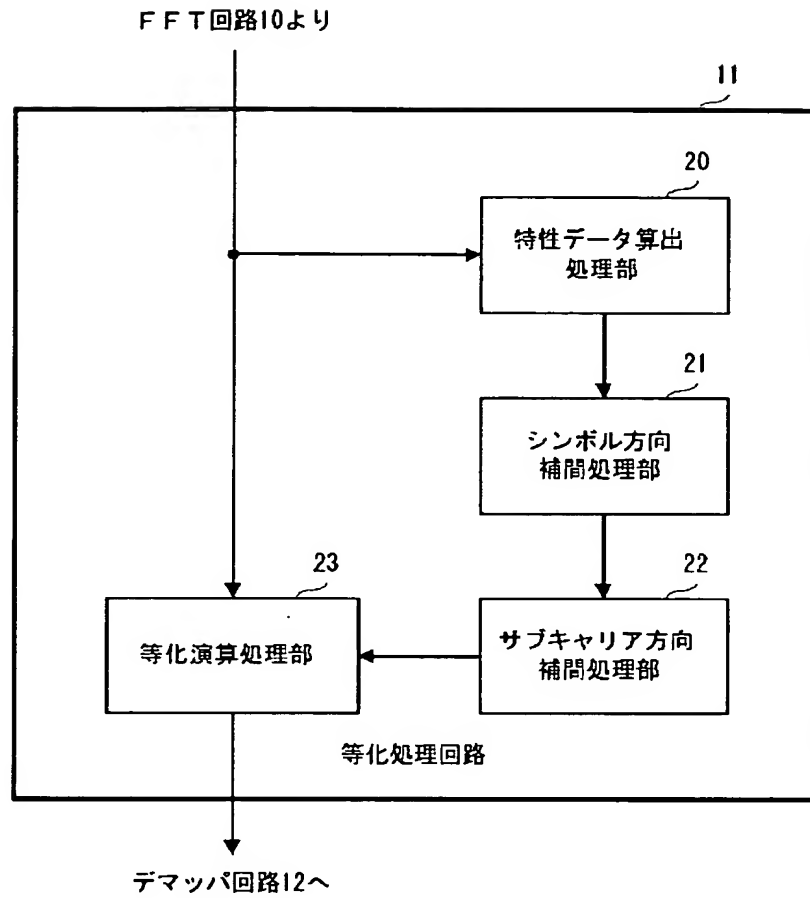 ＦＦＴ回路10より
11
20
特性データ算出
処理部
21
シンボル方向
補間処理部
23
22
等化演算処理部
サブキャリア方向
補間処理部
等化処理回路
デマッパ回路12へ